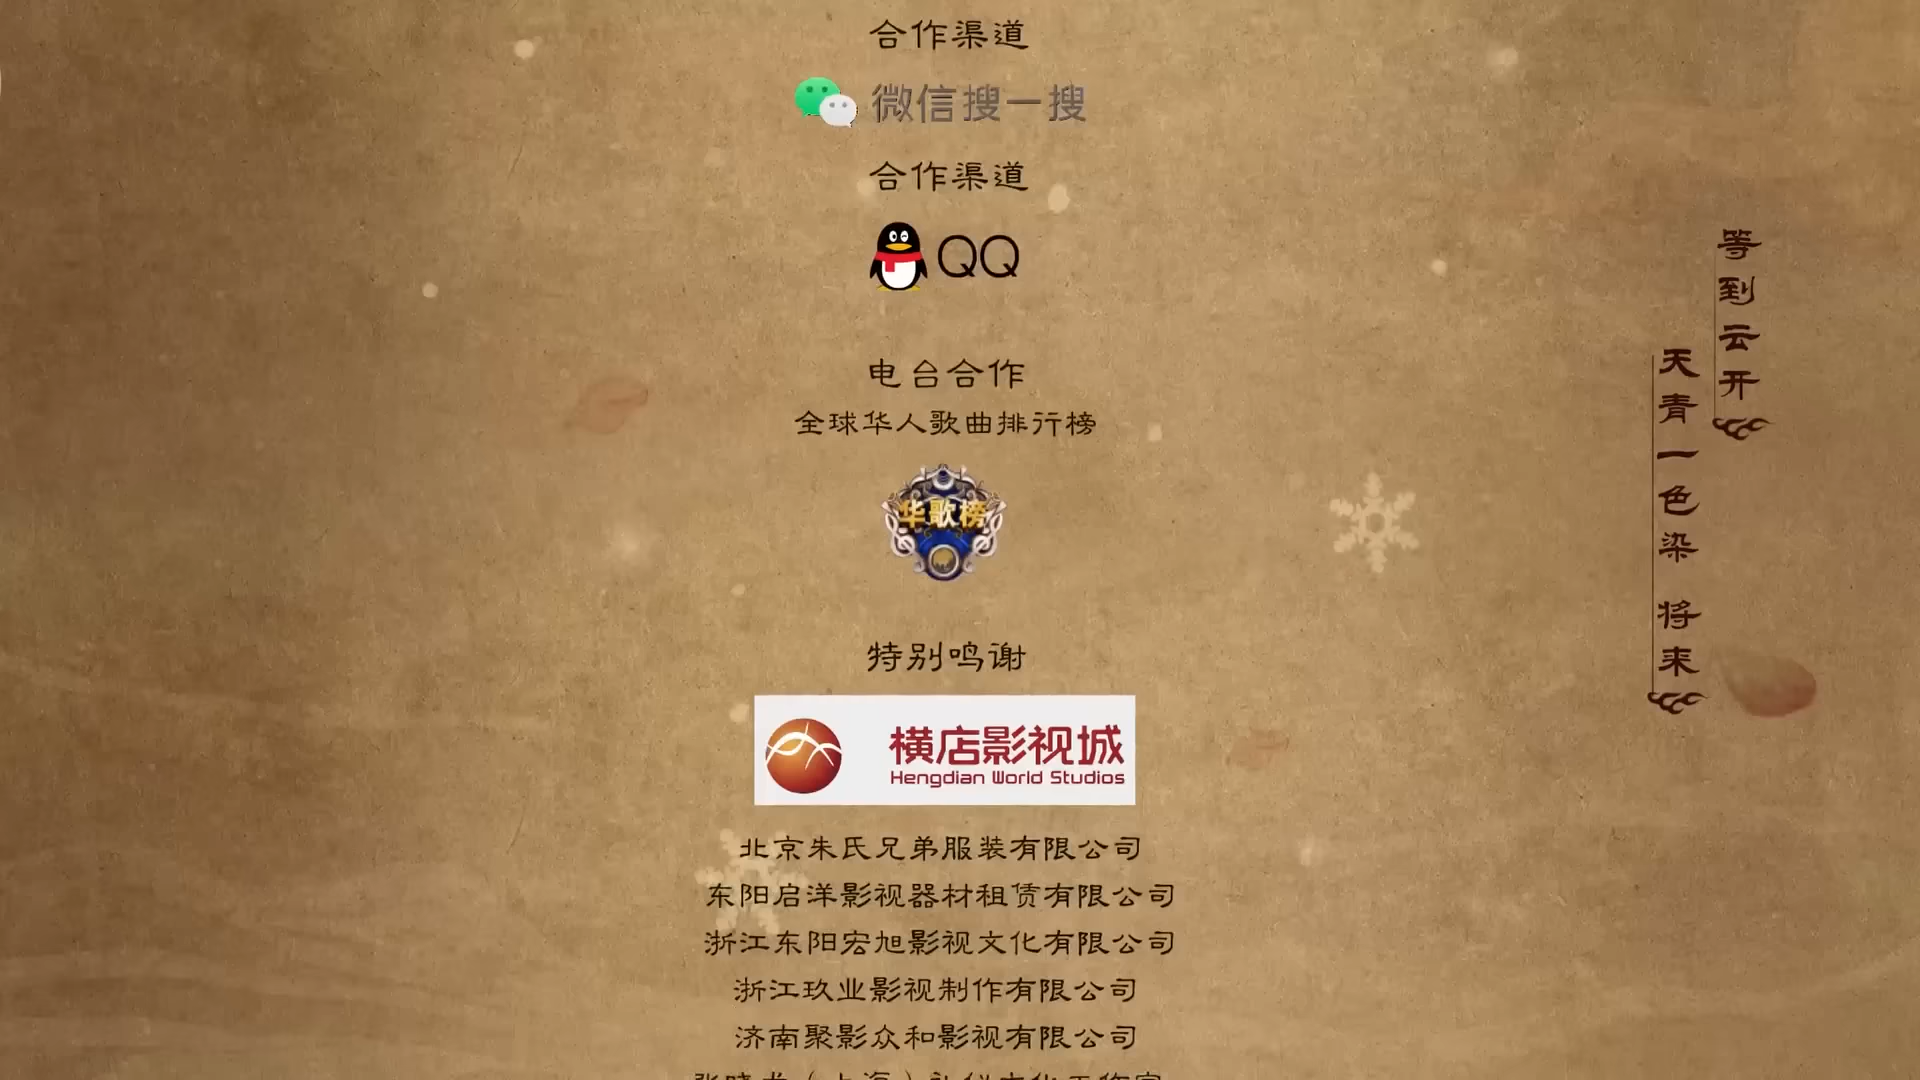 合作渠道
微信搜一搜
合作渠道
QQ
电台合作
全球华人歌曲排行榜
华歌榜
特别鸣谢
横店影视城
Hengdian World Studios
北京朱氏兄弟服装有限公司
东阳启洋影视器材租赁有限公司
浙江东阳宏旭影视文化有限公司
浙江玖业影视制作有限公司
济南聚影众和影视有限公司
等到云开
天青一色染 将来